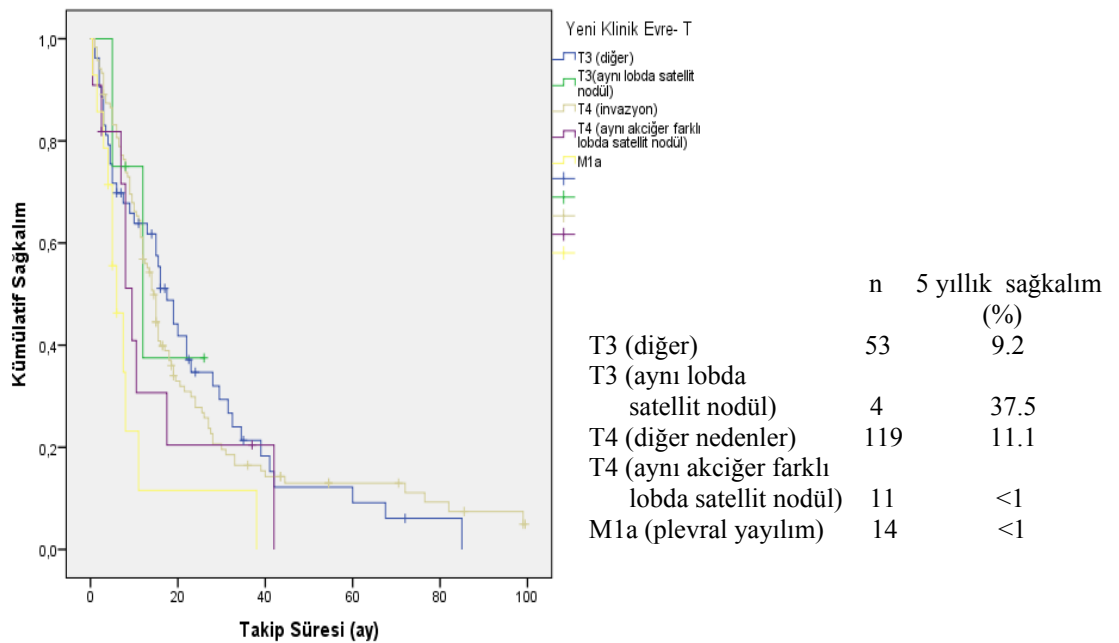 Yeni Klinik Evre- T
T3 (diğer)
T3(aynı lobda satellit
nodül)
T4 (invazyon)
T4 (aynı akciğer farklı
lobda satellit nodül)
M1a
1,0
0,8
0,6
0,4
0,2
0,0
Kümülatif Sağkalım
0 20 40 60 80 100
Takip Süresi (ay)
n 5 yıllık sağkalım
(%)
T3 (diğer) 53 9.2
T3 (aynı lobda
satellit nodül) 4 37.5
T4 (diğer nedenler) 119 11.1
T4 (aynı akciğer farklı
lobda satellit nodül) 11 <1
M1a (plevral yayılım) 14 <1